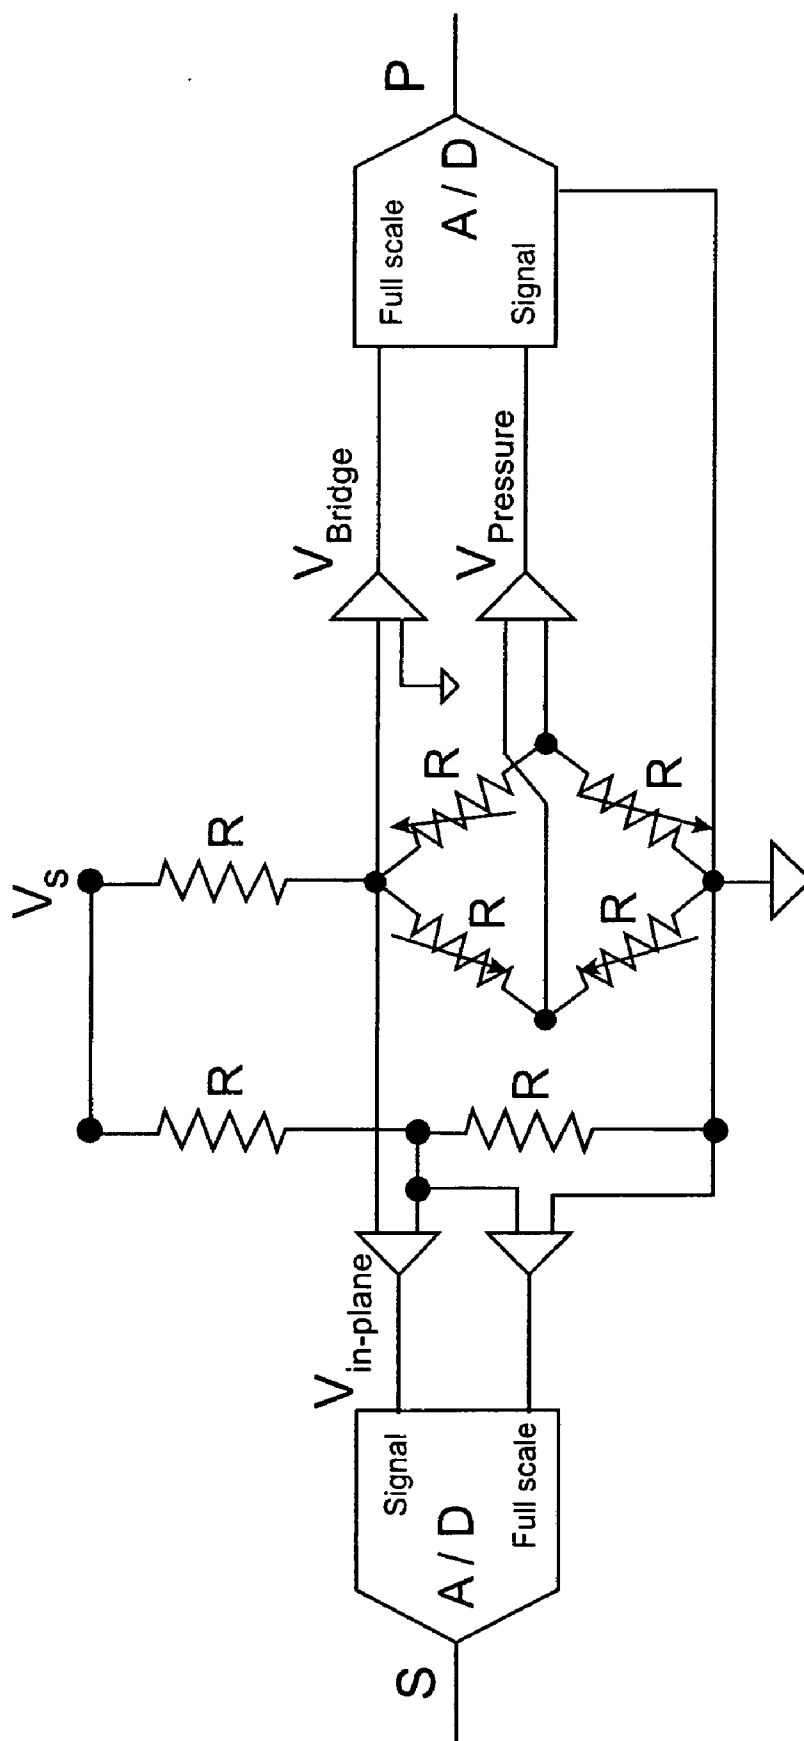 V_s
R
R
R
R
R
R
R
V_Bridge
V_Pressure
V_in-plane
Signal
A / D
Full scale
S
Full scale
A / D
Signal
P